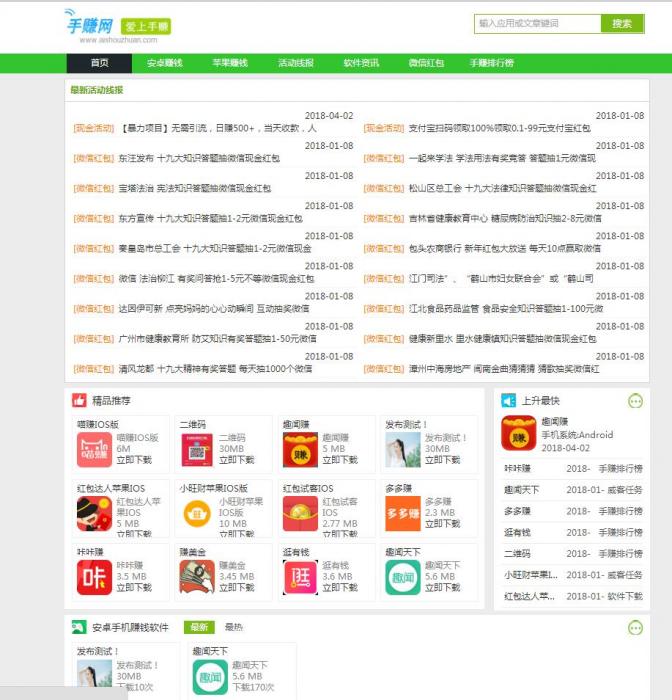 手赚网 爱上手赚
www.aishouzhuan.com
输入应用或文章键词 搜索
首页 安卓赚钱 苹果赚钱 活动线报 软件资讯 微信红包 手赚排行榜
最新活动线报
2018-04-02
[现金活动] 【暴力项目】无需引流，日赚500+，当天收款，人
2018-01-08
[现金活动] 支付宝扫码领取100%领取0.1-99元支付宝红包
2018-01-08
[微信红包] 东汪发布 十九大知识答题抽微信现金红包
2018-01-08
[微信红包] 一起来学法 学法用法有奖竞答 答题抽1元微信现
2018-01-08
[微信红包] 宝塔法治 宪法知识答题抽微信现金红包
2018-01-08
[微信红包] 松山区总工会 十九大法律知识答题抽微信现金红
2018-01-08
[微信红包] 东方宣传 十九大知识答题抽1-2元微信现金红包
2018-01-08
[微信红包] 吉林省健康教育中心 糖尿病防治知识抽2-8元微信
2018-01-08
[微信红包] 秦皇岛市总工会 十九大知识答题抽1-2元微信现金
2018-01-08
[微信红包] 包头农商银行 新年红包大放送 每天10点赢取微信
2018-01-08
[微信红包] 微信 法治柳江 有奖问答抢1-5元不等微信现金红包
2018-01-08
[微信红包] 江门司法”、“鹤山市妇女联合会”或“鹤山司
2018-01-08
[微信红包] 达因伊可新 点亮妈妈的心心动瞬间 互动抽奖微信
2018-01-08
[微信红包] 江北食品药品监管 食品安全知识答题抽1-100元微
2018-01-08
[微信红包] 广州市健康教育所 防艾知识有奖答题抽1-50元微信
2018-01-08
[微信红包] 健康新里水 里水健康镇知识答题抽微信现金红包
2018-01-08
[微信红包] 清风龙都 十九大精神有奖答题 每天抽1000个微信
2018-01-08
[微信红包] 漳州中海房地产 闽南金曲猜猜猜 猜歌抽奖微信红
精品推荐
喵赚IOS版
喵赚IOS版
6M
立即下载
二维码
二维码
30MB
立即下载
趣闻赚
趣闻赚
5 MB
立即下载
发布测试！
发布测试！
30MB
立即下载
红包达人苹果IOS
红包达人苹果IOS
5 MB
立即下载
小旺财苹果IOS版
小旺财苹果IOS版
10 MB
立即下载
红包试客IOS
红包试客IOS
2.77 MB
立即下载
多多赚
多多赚
多多赚
2.3 MB
立即下载
咔咔赚
咔
咔咔赚
3.5 MB
立即下载
赚美金
赚美金
3.45 MB
立即下载
逛有钱
逛
逛有钱
3.6 MB
立即下载
趣闻天下
趣闻
趣闻天下
5.6 MB
立即下载
上升最快
赚
趣闻赚
手机系统:Android
2018-04-02
咔咔赚 2018- 手赚排行榜
趣闻天下 2018-01- 威客任务
多多赚 2018- 手赚排行榜
逛有钱 2018- 手赚排行榜
二维码 2018- 手赚排行榜
小旺财苹果I... 2018-01- 威客任务
红包达人苹... 2018-01- 软件下载
安卓手机赚钱软件 最新 最热
发布测试！
发布测试！
30MB
下载10次
趣闻天下
趣闻
趣闻天下
5.6 MB
下载170次